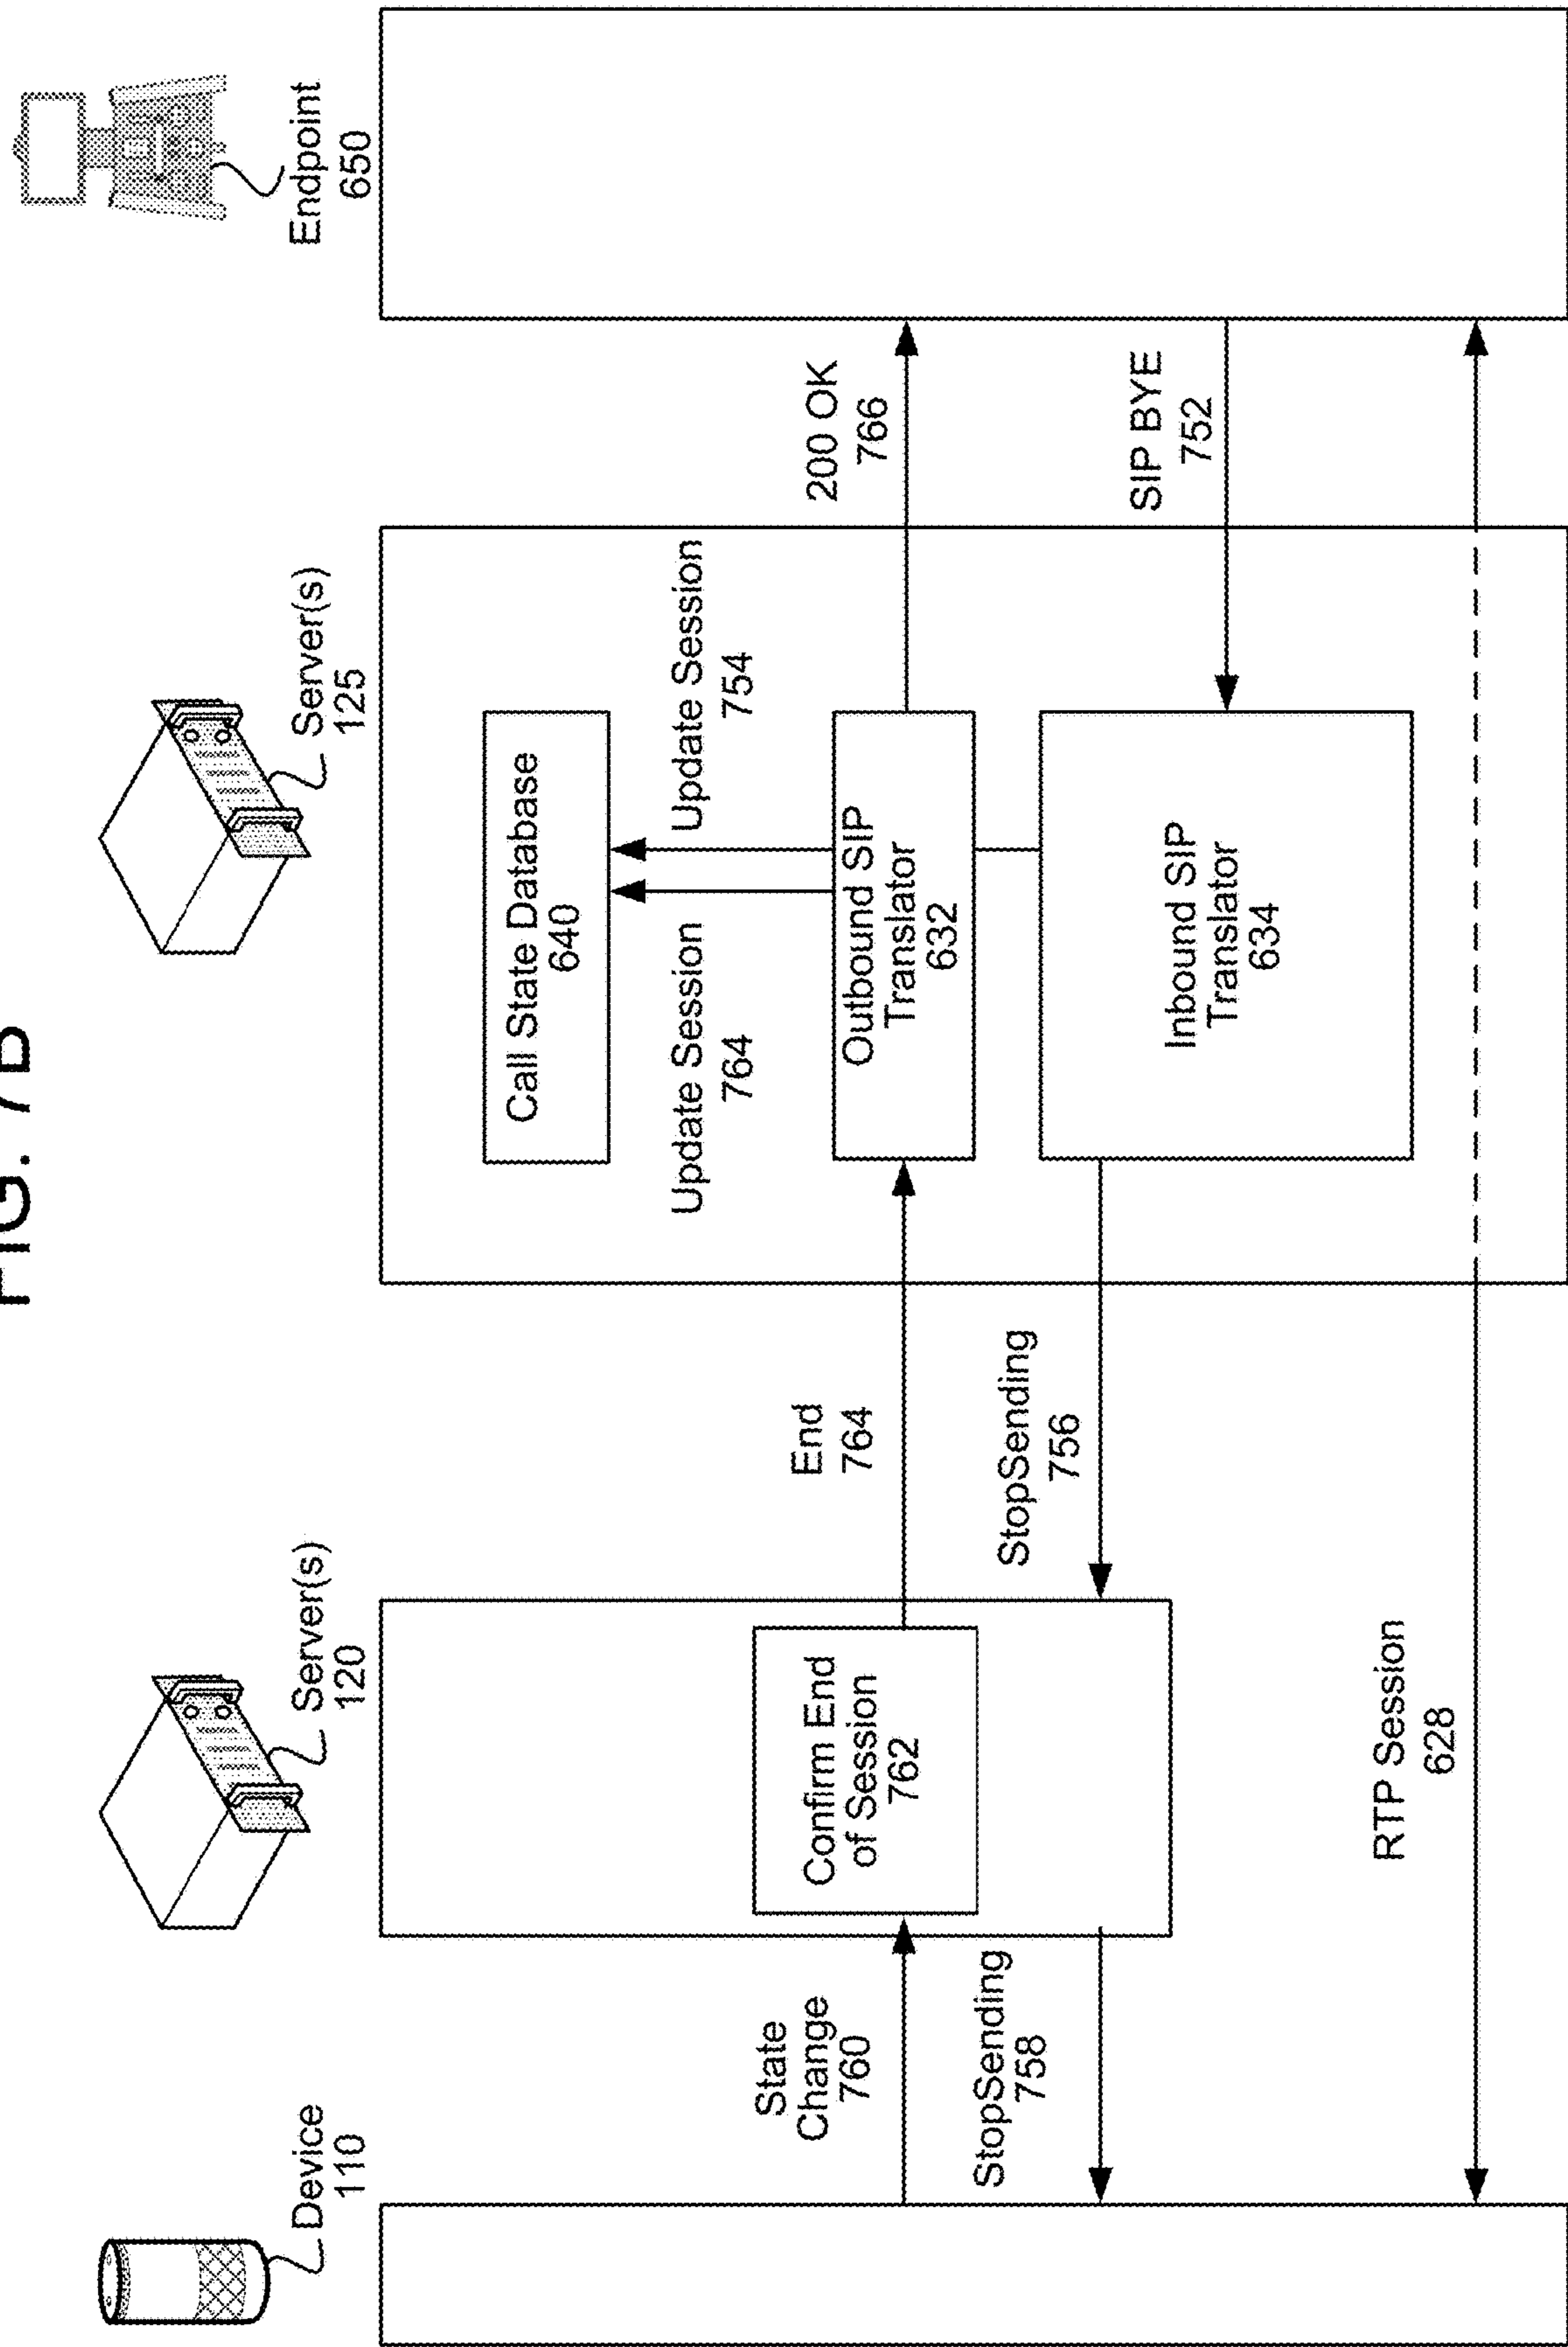 FIG. 7B
Device
110
Server(s)
120
Server(s)
125
Endpoint
650
Call State Database
640
Update Session
764
Update Session
754
State
Change
760
Confirm End
of Session
762
End
764
Outbound SIP
Translator
632
200 OK
766
StopSending
758
StopSending
756
Inbound SIP
Translator
634
SIP BYE
752
RTP Session
628